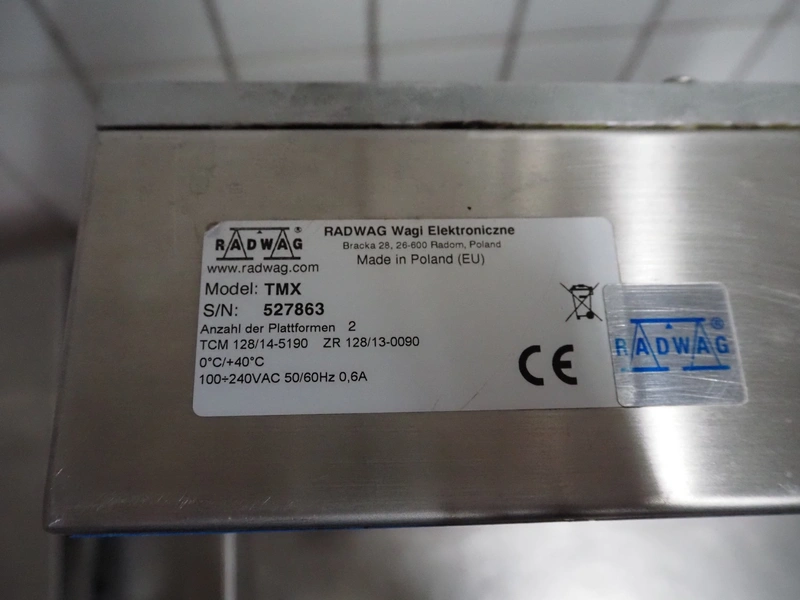 RADWAG®
www.radwag.com
RADWAG Wagi Elektroniczne
Bracka 28, 26-600 Radom, Poland
Made in Poland (EU)
Model: TMX
S/N: 527863
Anzahl der Plattformen 2
TCM 128/14-5190 ZR 128/13-0090
0°C/+40°C
100÷240VAC 50/60Hz 0,6A
CE
RADWAG®